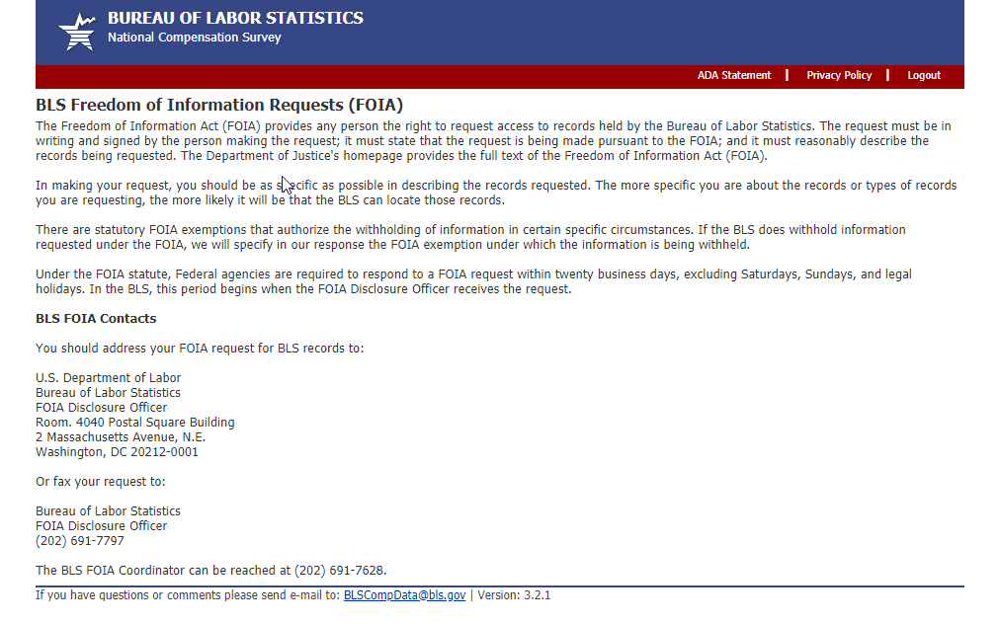 BUREAU OF LABOR STATISTICS
National Compensation Survey
ADA Statement | Privacy Policy | Logout
BLS Freedom of Information Requests (FOIA)
The Freedom of Information Act (FOIA) provides any person the right to request access to records held by the Bureau of Labor Statistics. The request must be in
writing and signed by the person making the request; it must state that the request is being made pursuant to the FOIA; and it must reasonably describe the
records being requested. The Department of Justice's homepage provides the full text of the Freedom of Information Act (FOIA).
In making your request, you should be as specific as possible in describing the records requested. The more specific you are about the records or types of records
you are requesting, the more likely it will be that the BLS can locate those records.
There are statutory FOIA exemptions that authorize the withholding of information in certain specific circumstances. If the BLS does withhold information
requested under the FOIA, we will specify in our response the FOIA exemption under which the information is being withheld.
Under the FOIA statute, Federal agencies are required to respond to a FOIA request within twenty business days, excluding Saturdays, Sundays, and legal
holidays. In the BLS, this period begins when the FOIA Disclosure Officer receives the request.
BLS FOIA Contacts
You should address your FOIA request for BLS records to:
U.S. Department of Labor
Bureau of Labor Statistics
FOIA Disclosure Officer
Room. 4040 Postal Square Building
2 Massachusetts Avenue, N.E.
Washington, DC 20212-0001
Or fax your request to:
Bureau of Labor Statistics
FOIA Disclosure Officer
(202) 691-7797
The BLS FOIA Coordinator can be reached at (202) 691-7628.
If you have questions or comments please send e-mail to: BLSCompData@bls.gov | Version: 3.2.1